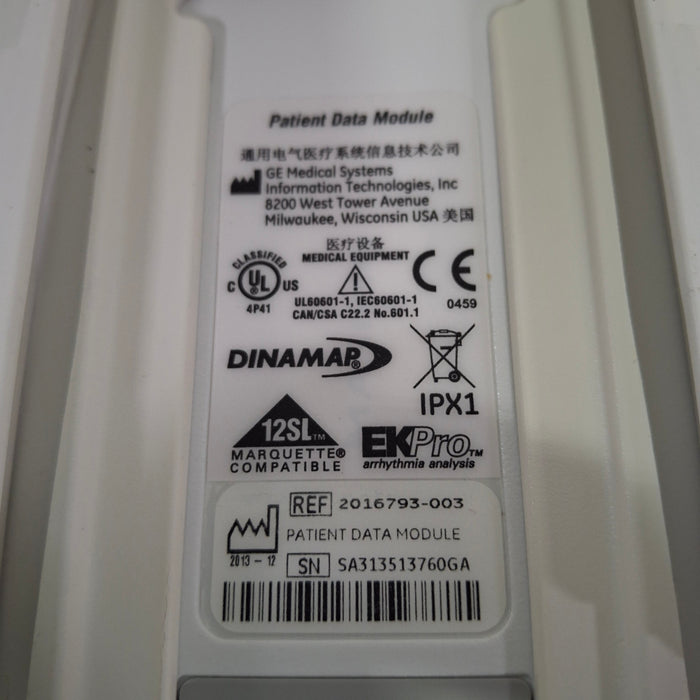 Patient Data Module
通用电气医疗系统信息技术公司
GE Medical Systems
Information Technologies, Inc
8200 West Tower Avenue
Milwaukee, Wisconsin USA 美国
医疗设备
MEDICAL EQUIPMENT
CLASSIFIED
C UL US
4P41
UL60601-1, IEC60601-1
CAN/CSA C22.2 No.601.1
CE
0459
DINAMAP®
IPX1
12SL™
MARQUETTE®
COMPATIBLE
EKPro™
arrhythmia analysis
REF 2016793-003
PATIENT DATA MODULE
2013-12
SN SA313513760GA